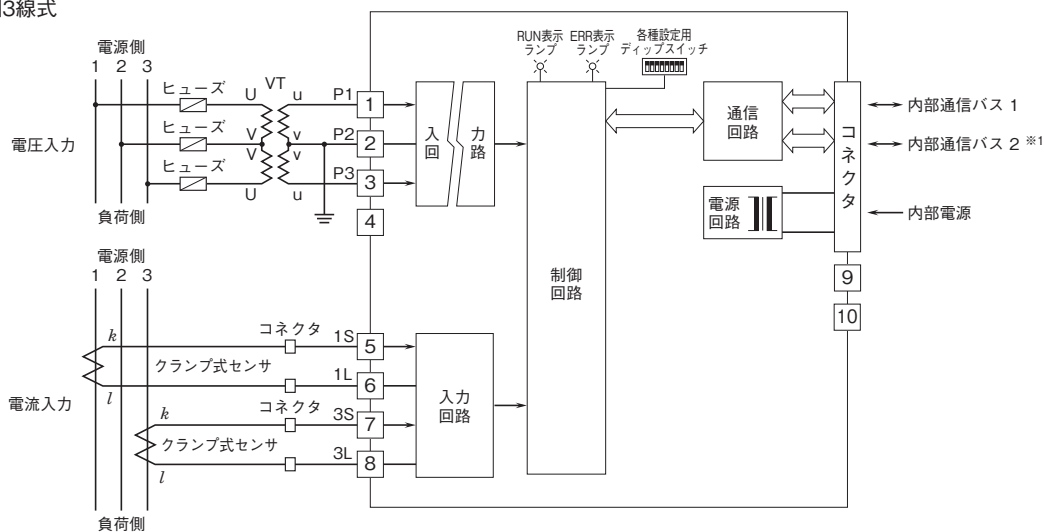 3線式
電源側
1 2 3
ヒューズ
ヒューズ
ヒューズ
電圧入力
負荷側
VT
U u
V v
V v
U u
P1
P2
P3
1
2
3
4
入 力
回 路
RUN表示
ランプ
ERR表示
ランプ
各種設定用
ディップスイッチ
通信
回路
電源
回路
コネクタ
内部通信バス 1
内部通信バス 2 ※1
内部電源
制御
回路
9
10
電源側
1 2 3
k
l
k
l
電流入力
負荷側
コネクタ
クランプ式センサ
コネクタ
クランプ式センサ
1S
1L
3S
3L
5
6
7
8
入力
回路